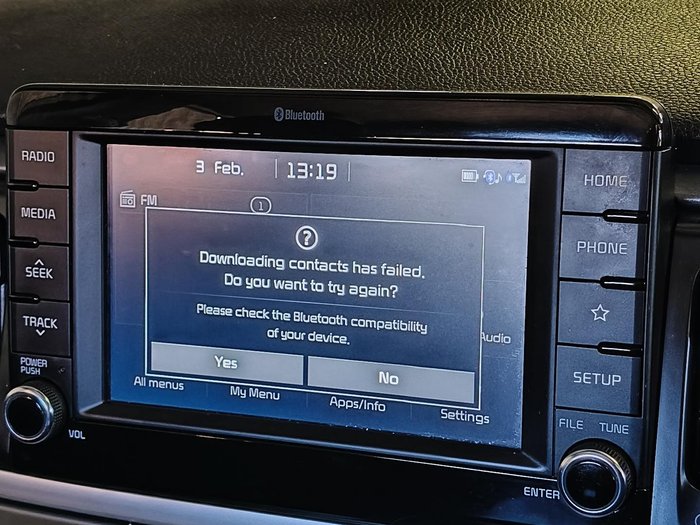 Bluetooth
RADIO
MEDIA
SEEK
TRACK
POWER
PUSH
VOL
3 Feb.
13:19
FM
1
?
Downloading contacts has failed.
Do you want to try again?
Please check the Bluetooth compatibility
of your device.
Yes
No
Audio
All menus
My Menu
Apps/Info
Settings
HOME
PHONE
SETUP
FILE TUNE
ENTER